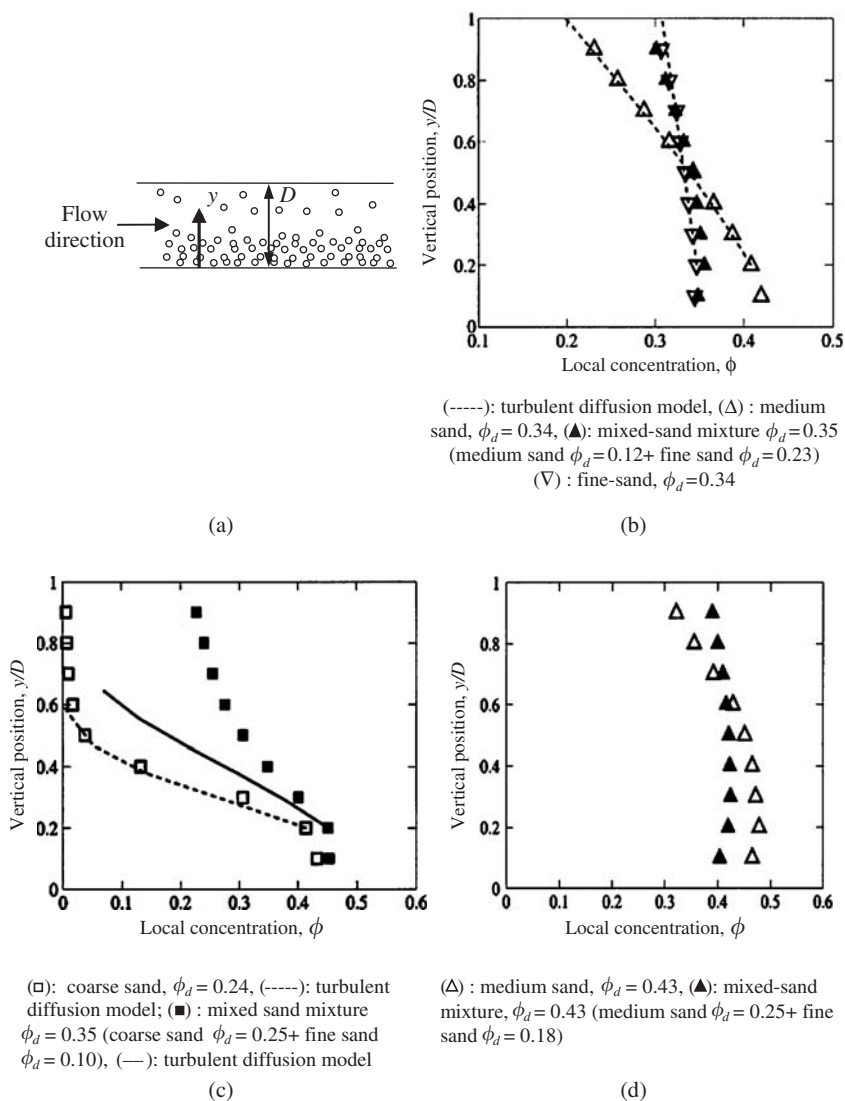 Flow
direction
y
D
(a)
Vertical position, y/D
1
0.8
0.6
0.4
0.2
0
0.1
0.2
0.3
0.4
0.5
Local concentration, ϕ
(-----): turbulent diffusion model, (Δ) : medium
sand, ϕd = 0.34, (▲): mixed-sand mixture ϕd = 0.35
(medium sand ϕd = 0.12+ fine sand ϕd = 0.23)
(∇) : fine-sand, ϕd = 0.34
(b)
Vertical position, y/D
1
0.8
0.6
0.4
0.2
0
0
0.1
0.2
0.3
0.4
0.5
0.6
Local concentration, ϕ
(□): coarse sand, ϕd = 0.24, (-----): turbulent
diffusion model; (■) : mixed sand mixture
ϕd = 0.35 (coarse sand ϕd = 0.25+ fine sand
ϕd = 0.10), (—): turbulent diffusion model
(c)
Vertical position, y/D
1
0.8
0.6
0.4
0.2
0
0
0.1
0.2
0.3
0.4
0.5
0.6
Local concentration, ϕ
(Δ) : medium sand, ϕd = 0.43, (▲): mixed-sand
mixture, ϕd = 0.43 (medium sand ϕd = 0.25+ fine
sand ϕd = 0.18)
(d)